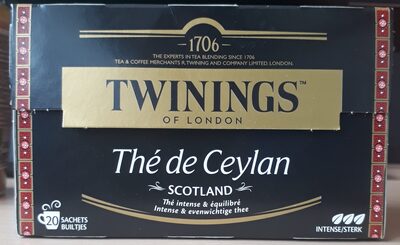 1706
THE EXPERTS IN TEA BLENDING SINCE 1706
TEA & COFFEE MERCHANTS R. TWINING AND COMPANY LIMITED, LONDON.
TWININGS™
OF LONDON
Thé de Ceylan
SCOTLAND
Thé intense & équilibré
Intense & evenwichtige thee
20 SACHETS
BUILTJES
INTENSE/STERK